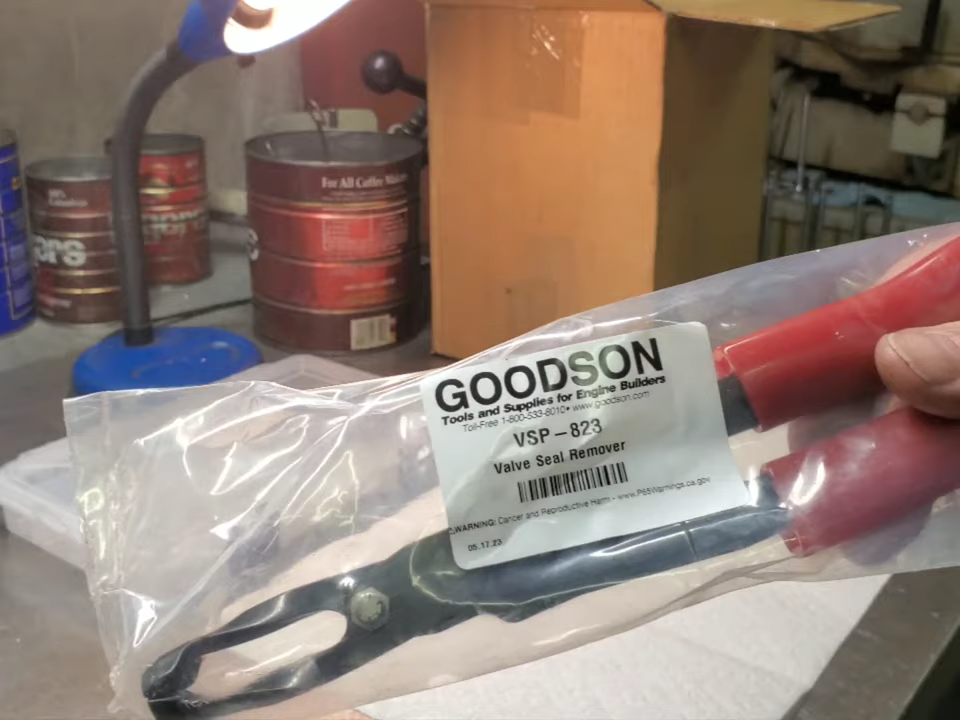 For All Coffee Makers
ors
GOODSON
Tools and Supplies for Engine Builders
Toll-Free 1-800-533-8010 • www.goodson.com
VSP-823
Valve Seal Remover
⚠WARNING: Cancer and Reproductive Harm - www.P65Warnings.ca.gov
05.17.23